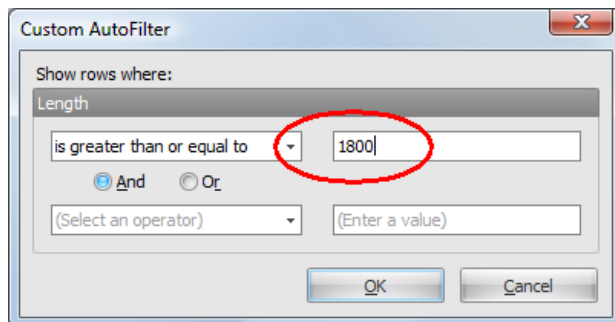 Custom AutoFilter
Show rows where:
Length
is greater than or equal to 1800
And Or
(Select an operator) (Enter a value)
OK Cancel